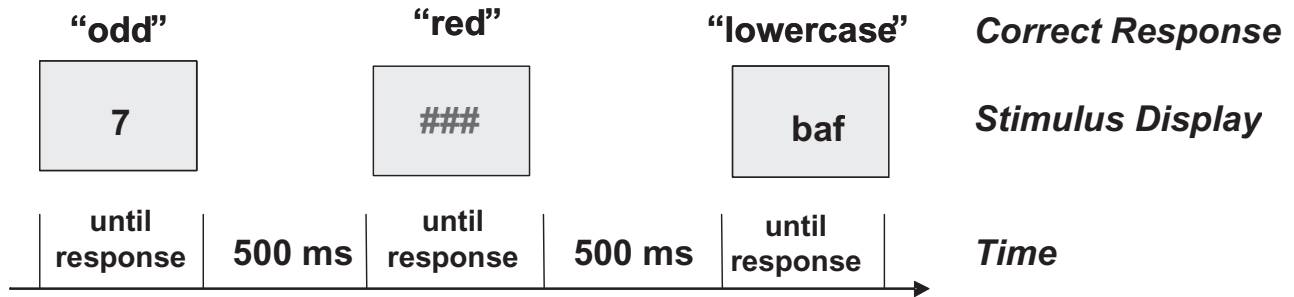 “odd” “red” “lowercase” Correct Response
7 ### baf Stimulus Display
until until until
response 500 ms response 500 ms response Time